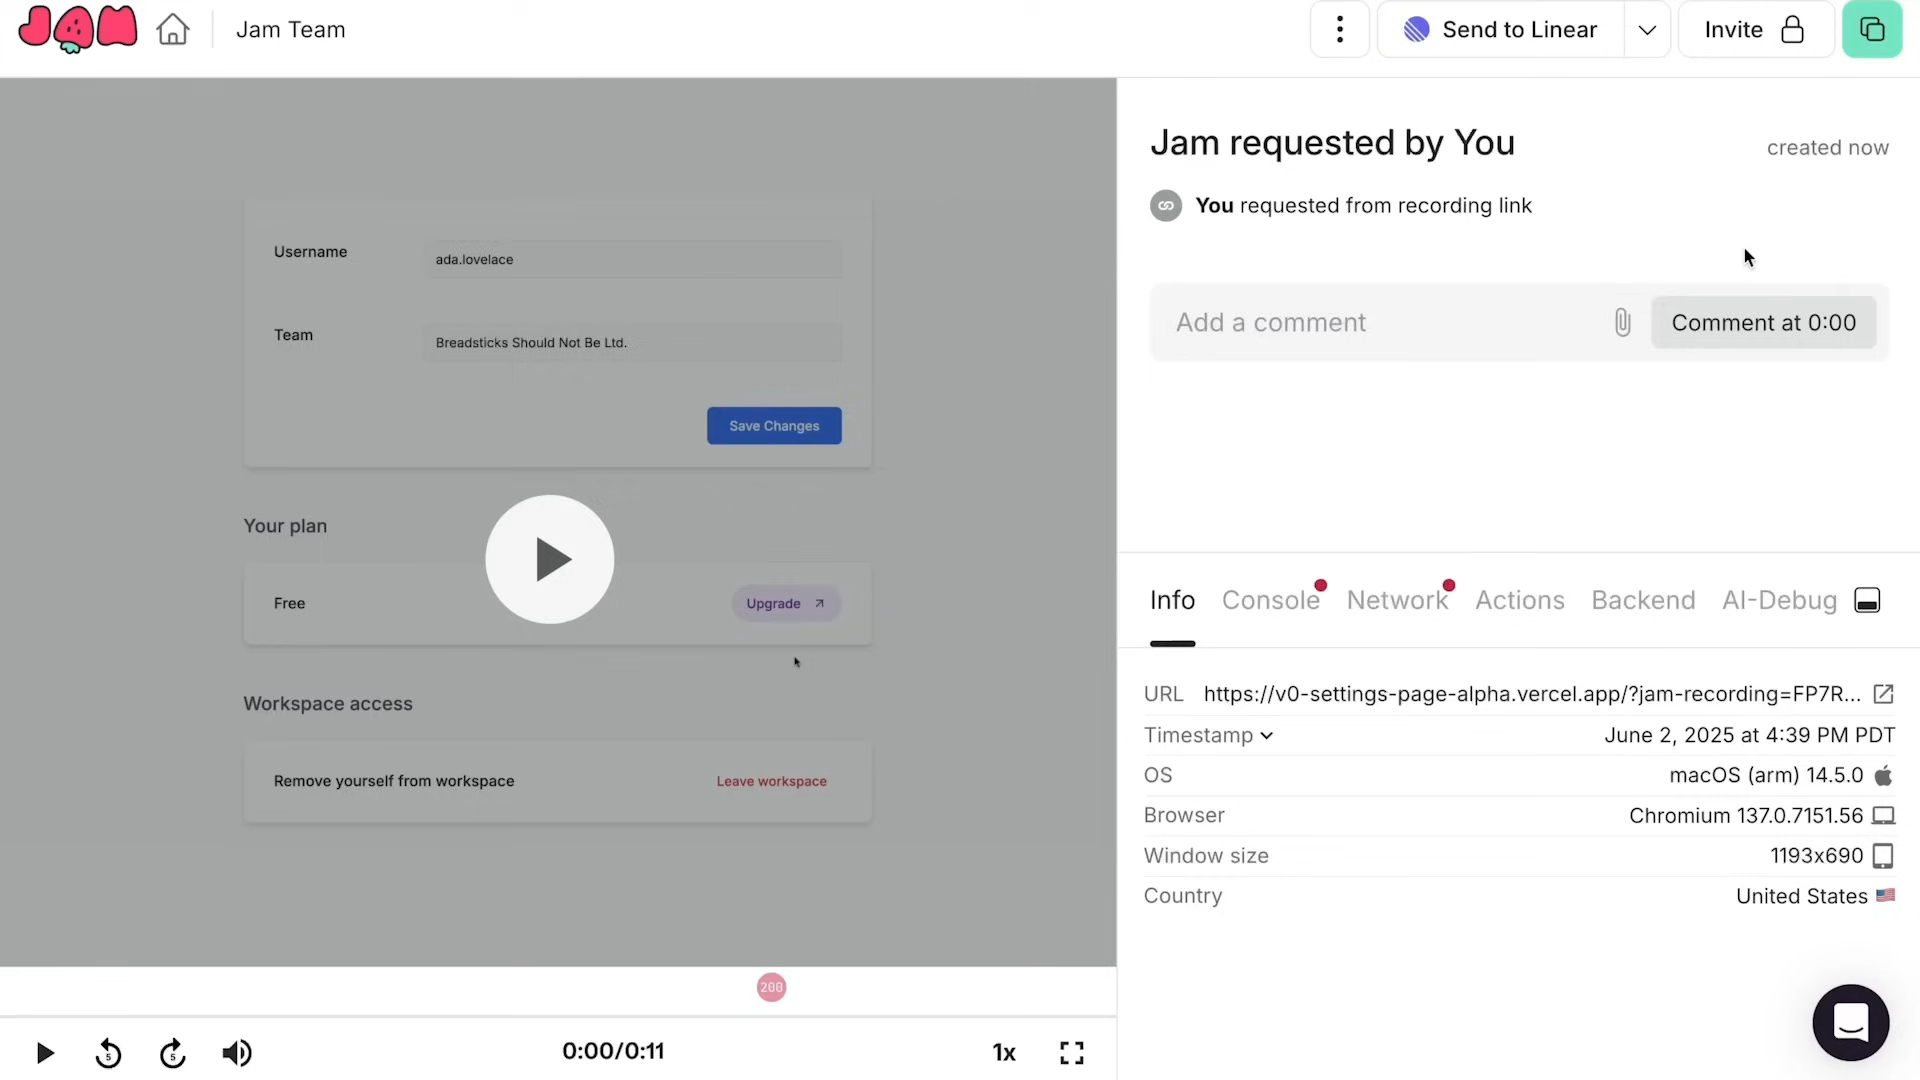 JAM
Jam Team
Send to Linear
Invite
Username
ada.lovelace
Team
Breadsticks Should Not Be Ltd.
Save Changes
Your plan
Free
Upgrade
Workspace access
Remove yourself from workspace
Leave workspace
200
5
5
0:00/0:11
1x
Jam requested by You
created now
You requested from recording link
Add a comment
Comment at 0:00
Info Console Network Actions Backend AI-Debug
URL https://v0-settings-page-alpha.vercel.app/?jam-recording=FP7R...
Timestamp June 2, 2025 at 4:39 PM PDT
OS macOS (arm) 14.5.0
Browser Chromium 137.0.7151.56
Window size 1193x690
Country United States